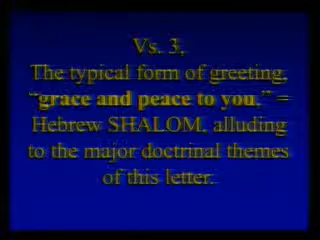 Vs. 3,
The typical form of greeting,
“grace and peace to you,” =
Hebrew SHALOM, alluding
to the major doctrinal themes
of this letter.